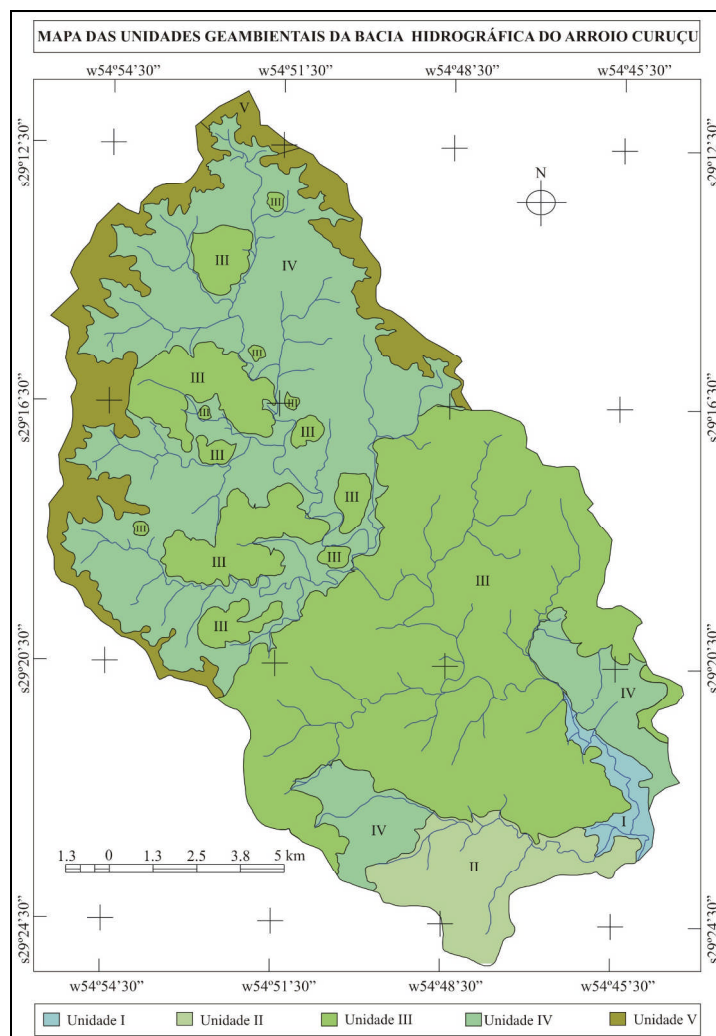 MAPA DAS UNIDADES GEAMBIENTAIS DA BACIA HIDROGRÁFICA DO ARROIO CURUÇU
w54º54’30’’ w54º51’30’’ w54º48’30’’ w54º45’30’’
V
s29º12’30’’ s29º12’30’’
N
III
III IV
III
III
s29º16’30’’ s29º16’30’’
III III
III
III
III
III
III III
III
III
s29º20’30’’ s29º20’30’’
IV
I
IV
1.3 0 1.3 2.5 3.8 5 km
II
s29º24’30’’ s29º24’30’’
w54º54’30’’ w54º51’30’’ w54º48’30’’ w54º45’30’’
Unidade I Unidade II Unidade III Unidade IV Unidade V